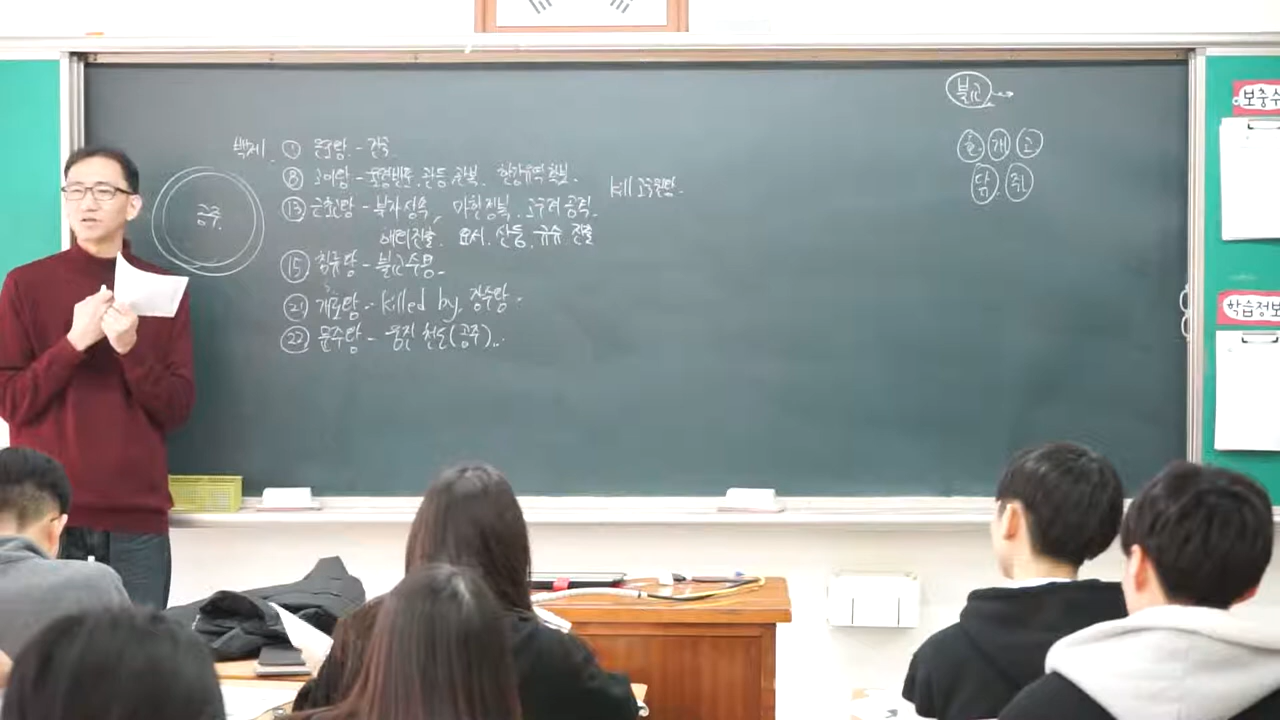 백제. ① 온조왕. - 건국
⑧ 고이왕 - 율령반포. 관등.관복. 한강유역 확보.
⑬ 근초고왕 - 부자상속, 마한정복. 고구려 공격. kill 고국원왕.
해외진출. 요서. 산둥. 규슈 진출
⑮ 침류왕 - 불교수용.
㉑ 개로왕 - killed by. 장수왕.
㉒ 문주왕 - 웅진 천도(공주)...
공주.
불교
개 고
보충수
학습정보